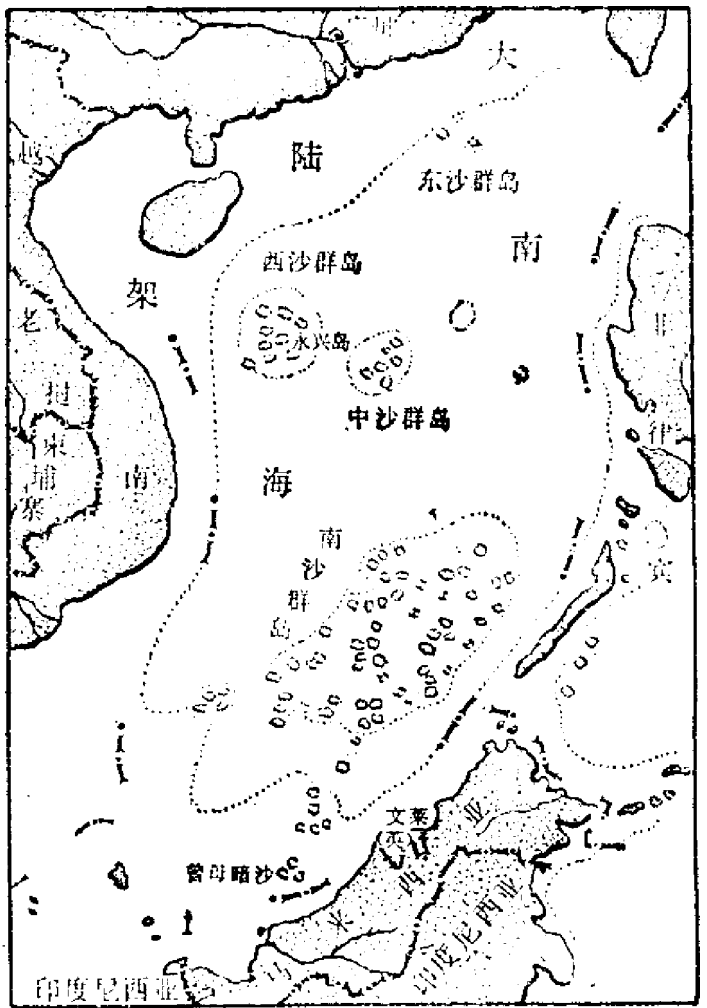 大陆架
东沙群岛
西沙群岛
永兴岛
中沙群岛
南海
南沙群岛
越南
老挝
柬埔寨
律宾
文莱
曾母暗沙
马来西亚
印度尼西亚
印度尼西亚